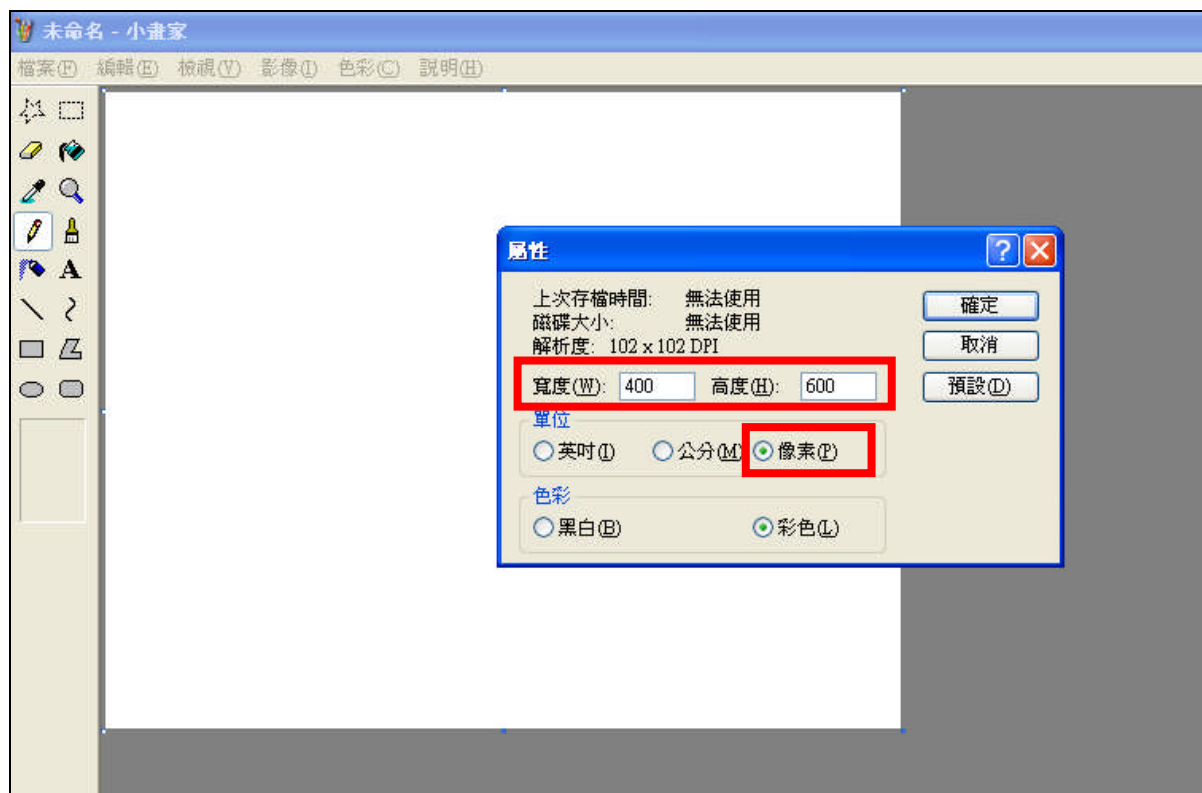 未命名 - 小畫家
檔案(F) 編輯(E) 檢視(V) 影像(I) 色彩(C) 說明(H)
A
屬性
上次存檔時間: 無法使用
磁碟大小: 無法使用
解析度: 102 x 102 DPI
寬度(W): 400 高度(H): 600
單位
英吋(I) 公分(M) 像素(P)
色彩
黑白(B) 彩色(L)
確定
取消
預設(D)